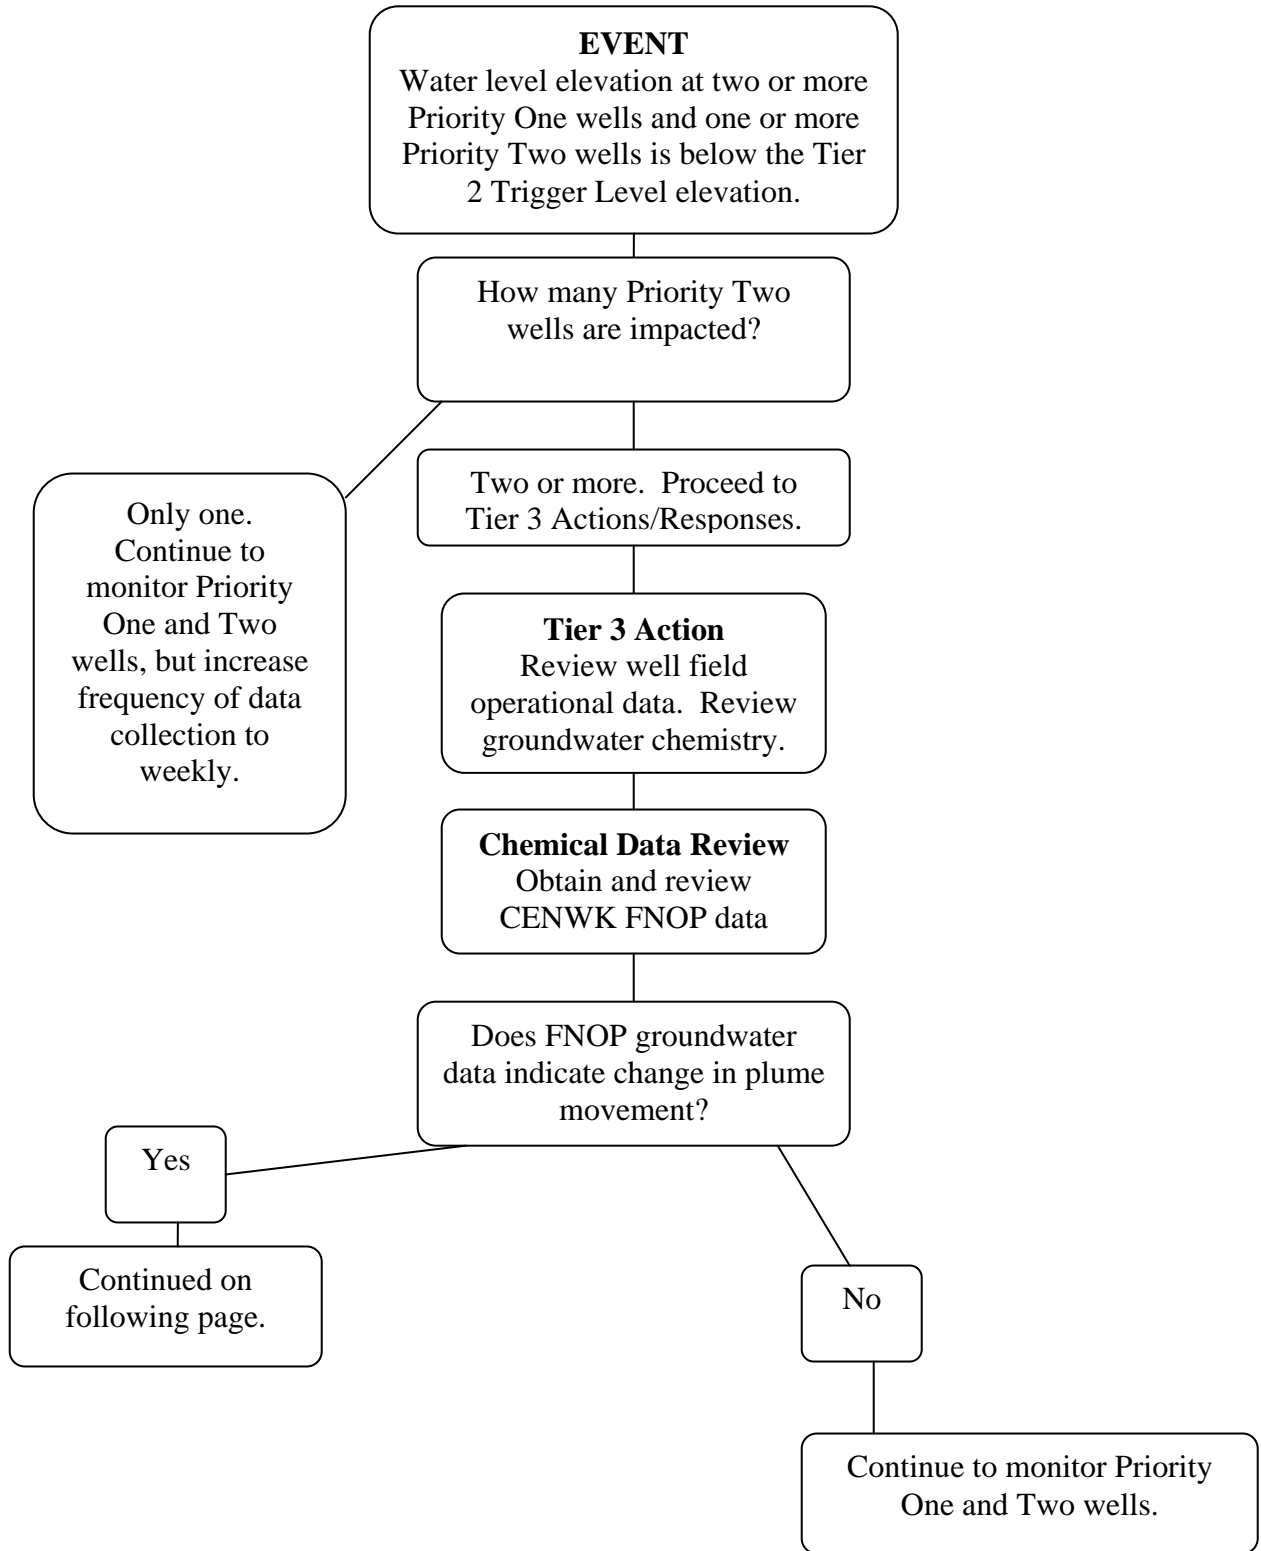 EVENT
Water level elevation at two or more
Priority One wells and one or more
Priority Two wells is below the Tier
2 Trigger Level elevation.
How many Priority Two
wells are impacted?
Only one.
Continue to
monitor Priority
One and Two
wells, but increase
frequency of data
collection to
weekly.
Two or more.  Proceed to
Tier 3 Actions/Responses.
Tier 3 Action
Review well field
operational data.  Review
groundwater chemistry.
Chemical Data Review
Obtain and review
CENWK FNOP data
Does FNOP groundwater
data indicate change in plume
movement?
Yes
Continued on
following page.
No
Continue to monitor Priority
One and Two wells.